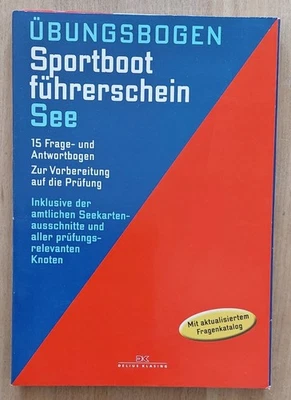 ÜBUNGSBOGEN
Sportboot
führerschein
See
15 Frage- und
Antwortbogen
Zur Vorbereitung
auf die Prüfung
Inklusive der
amtlichen Seekarten-
ausschnitte und
aller prüfungs-
relevanten
Knoten
Mit aktualisiertem
Fragenkatalog
DK
DELIUS KLASING